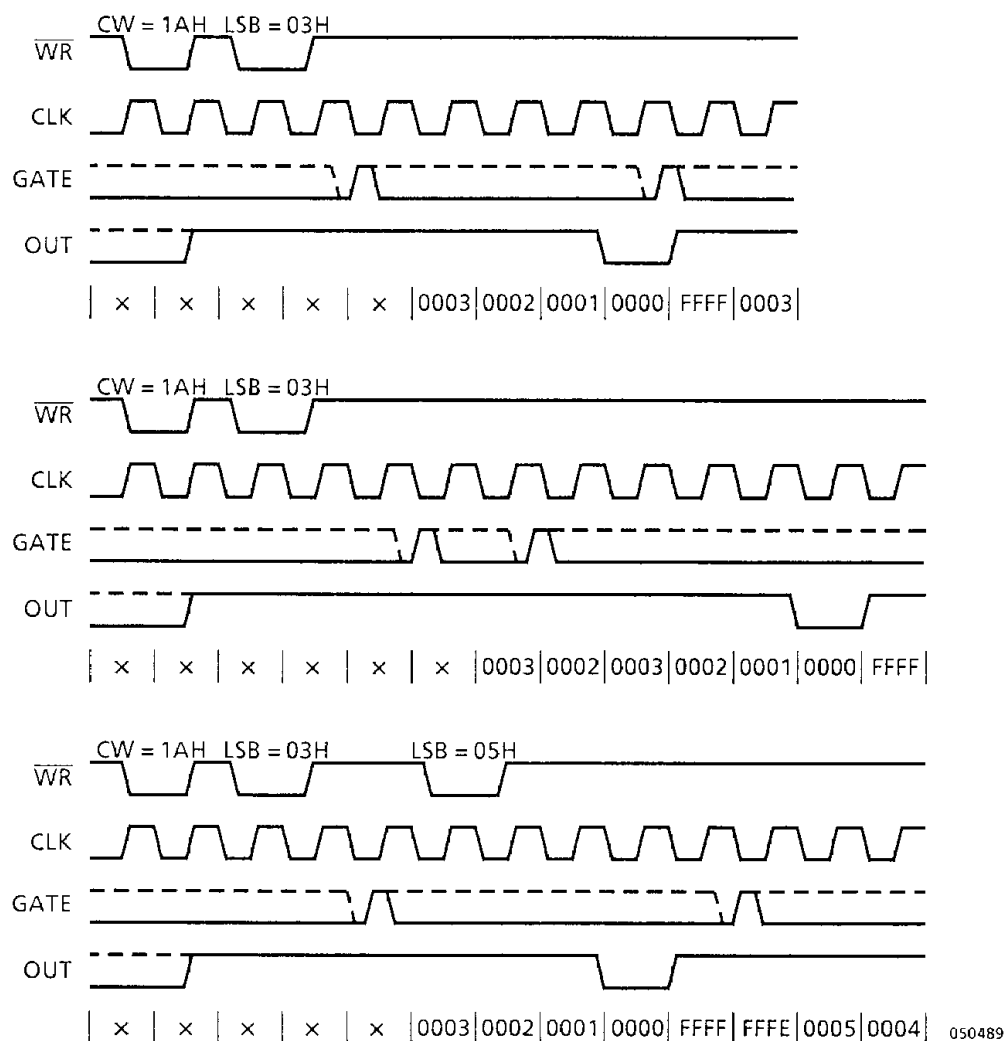 CW = 1AH LSB = 03H
WR
CLK
GATE
OUT
× × × × × 0003 0002 0001 0000 FFFF 0003
CW = 1AH LSB = 03H
WR
CLK
GATE
OUT
× × × × × × 0003 0002 0003 0002 0001 0000 FFFF
CW = 1AH LSB = 03H LSB = 05H
WR
CLK
GATE
OUT
× × × × × 0003 0002 0001 0000 FFFF FFFE 0005 0004
050489